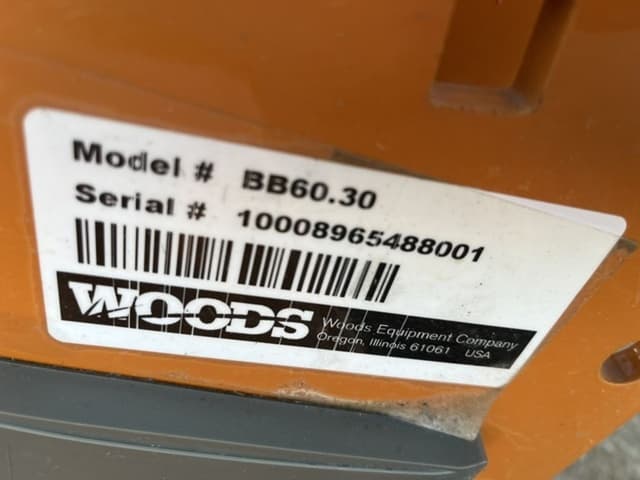 Model # BB60.30
Serial # 10008965488001
WOODS
Woods Equipment Company
Oregon, Illinois 61061 USA